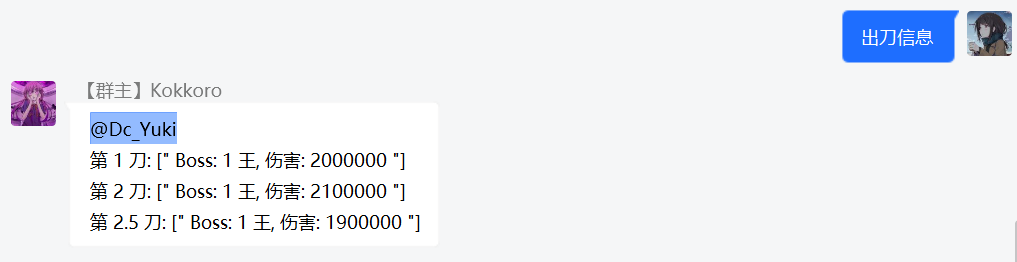 出刀信息
【群主】Kokkoro
@Dc_Yuki
第 1 刀: [" Boss: 1 王, 伤害: 2000000 "]
第 2 刀: [" Boss: 1 王, 伤害: 2100000 "]
第 2.5 刀: [" Boss: 1 王, 伤害: 1900000 "]